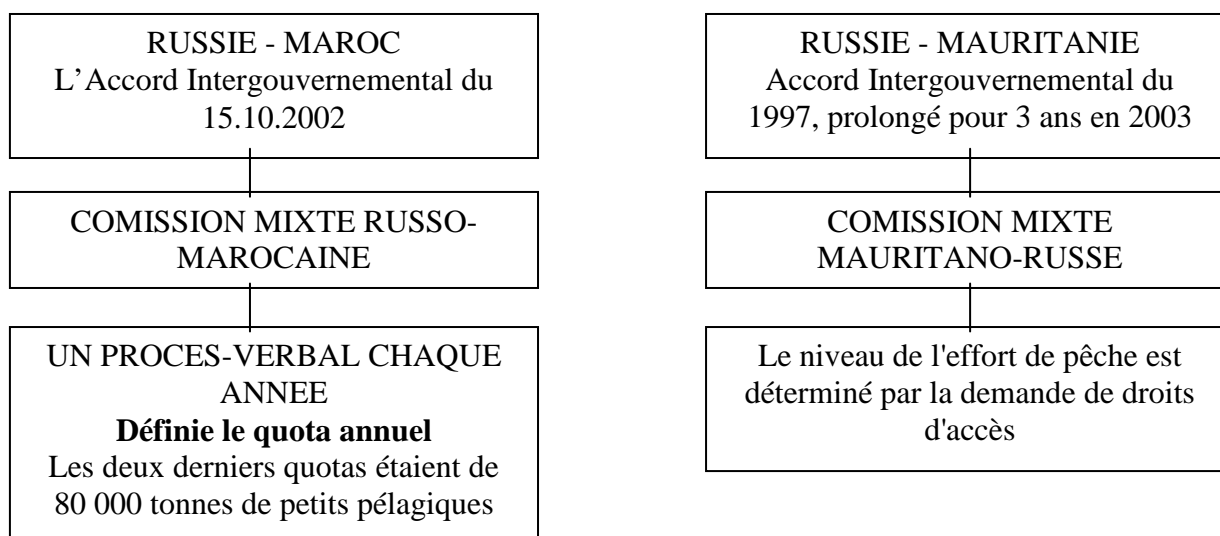 RUSSIE - MAROC
L'Accord Intergouvernemental du
15.10.2002
COMISSION MIXTE RUSSO-
MAROCAINE
UN PROCES-VERBAL CHAQUE
ANNEE
Définie le quota annuel
Les deux derniers quotas étaient de
80 000 tonnes de petits pélagiques
RUSSIE - MAURITANIE
Accord Intergouvernemental du
1997, prolongé pour 3 ans en 2003
COMISSION MIXTE
MAURITANO-RUSSE
Le niveau de l'effort de pêche est
déterminé par la demande de droits
d'accès